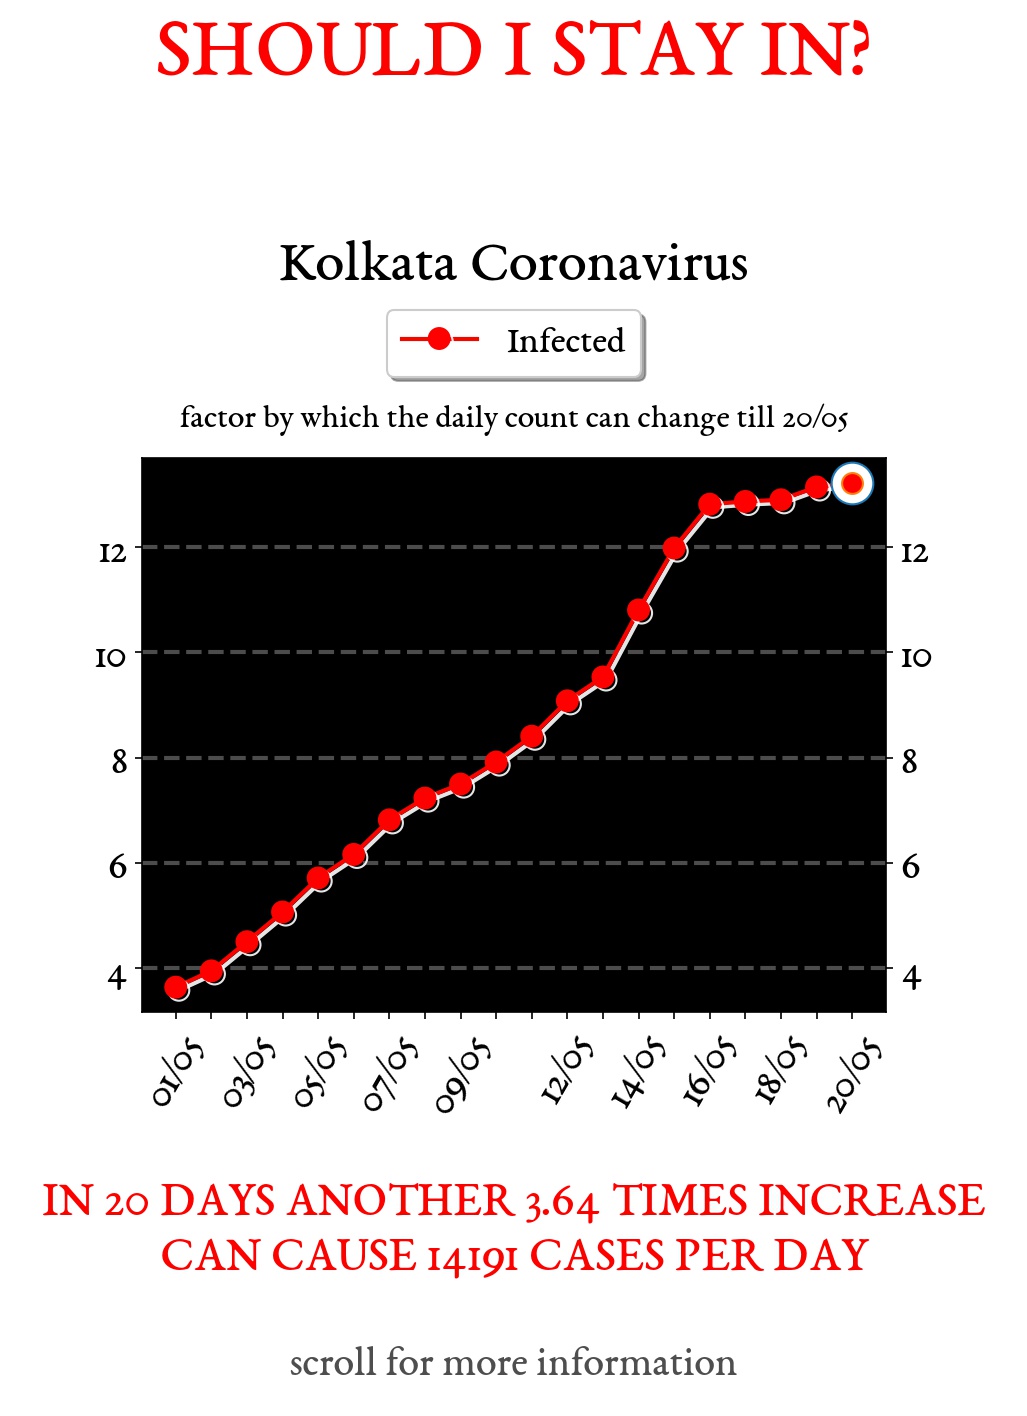 SHOULD I STAY IN?
Kolkata Coronavirus
Infected
factor by which the daily count can change till 20/05
12 12
10 10
8 8
6 6
4 4
01/05 03/05 05/05 07/05 09/05 12/05 14/05 16/05 18/05 20/05
IN 20 DAYS ANOTHER 3.64 TIMES INCREASE
CAN CAUSE 14191 CASES PER DAY
scroll for more information